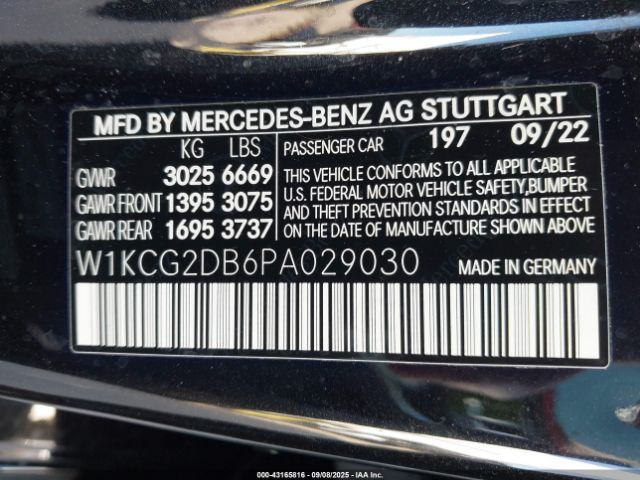 MFD BY MERCEDES-BENZ AG STUTTGART
KG LBS
GVWR 3025 6669
GAWR FRONT 1395 3075
GAWR REAR 1695 3737
PASSENGER CAR 197 09/22
THIS VEHICLE CONFORMS TO ALL APPLICABLE
U.S. FEDERAL MOTOR VEHICLE SAFETY,BUMPER
AND THEFT PREVENTION STANDARDS IN EFFECT
ON THE DATE OF MANUFACTURE SHOWN ABOVE.
W1KCG2DB6PA029030
MADE IN GERMANY
000-43165816 - 09/08/2025 - IAA Inc.